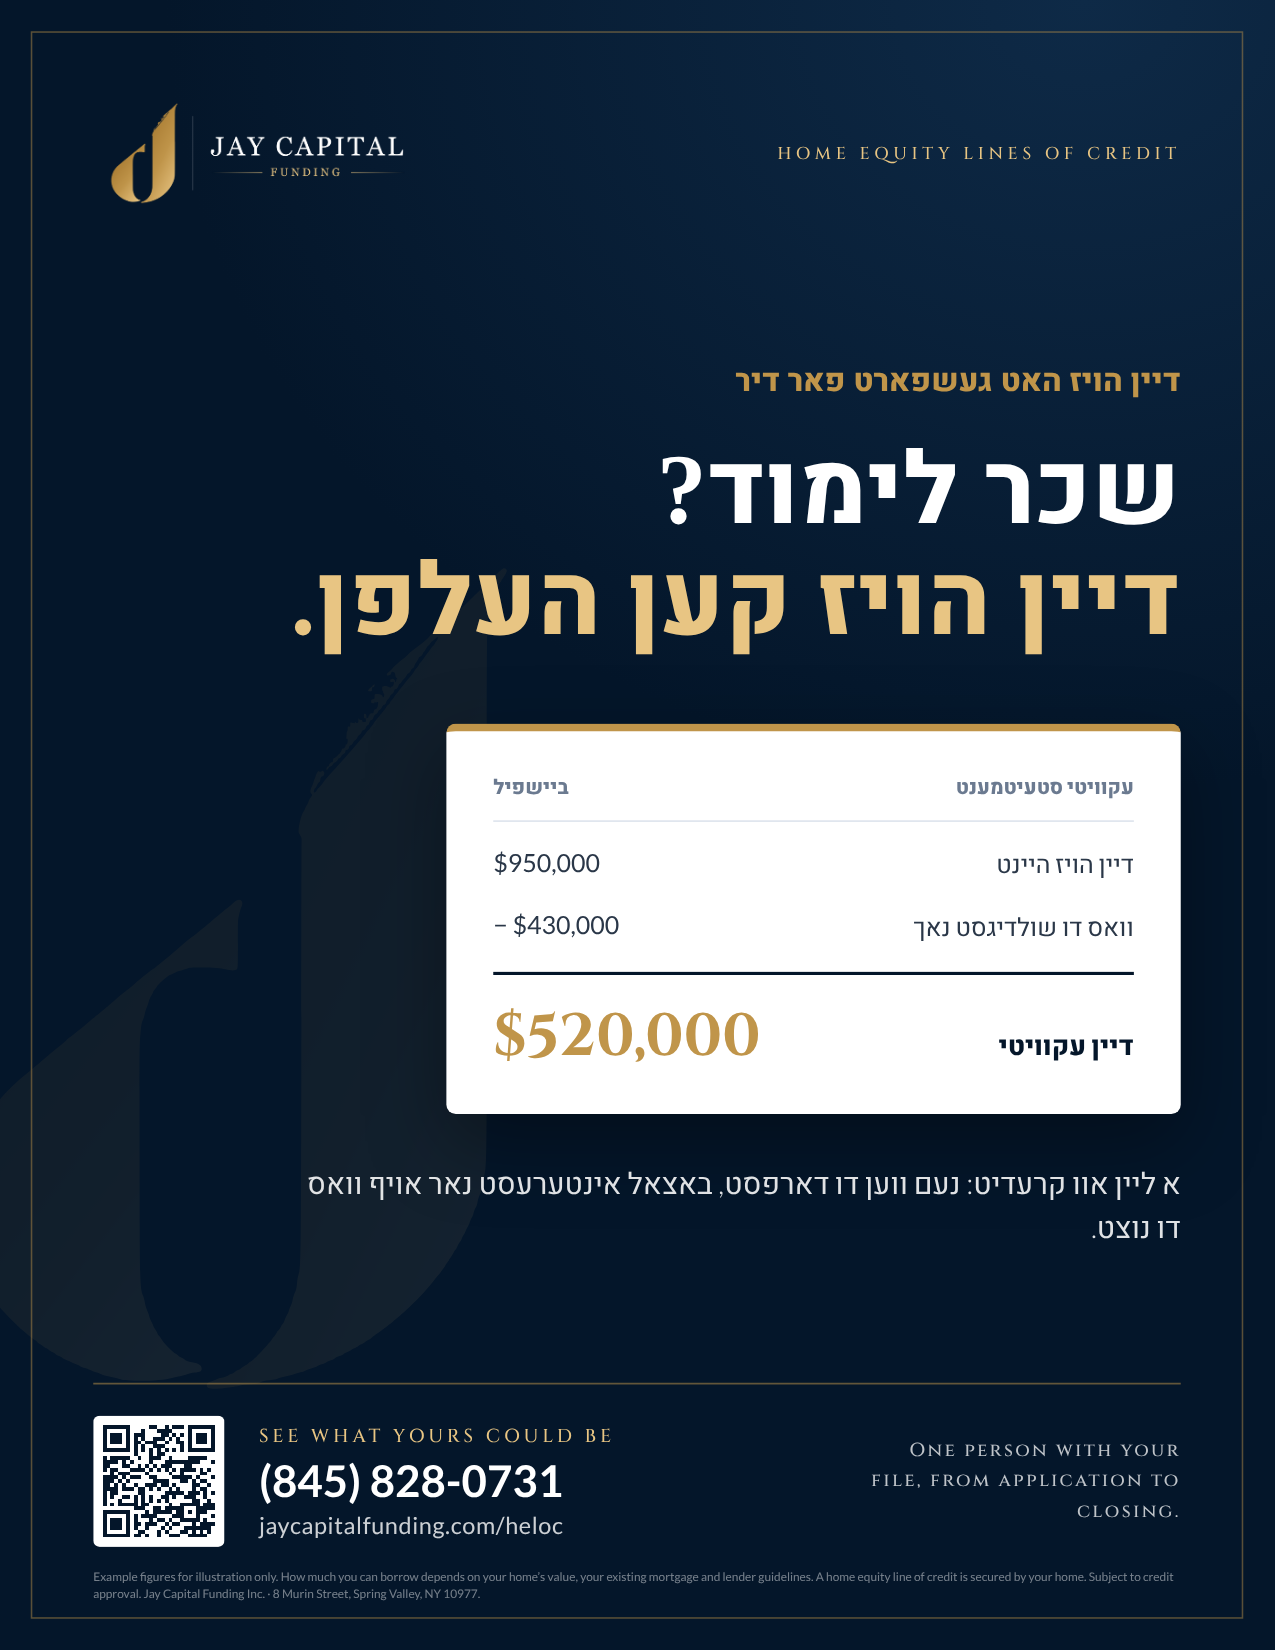 JAY CAPITAL
FUNDING
HOME EQUITY LINES OF CREDIT
דיין הויז האט געשפארט פאר דיר
שכר לימוד?
דיין הויז קען העלפן.
עקוויטי סטעיטמענט
ביישפיל
דיין הויז היינט
$950,000
וואס דו שולדיגסט נאך
– $430,000
דיין עקוויטי
$520,000
א ליין אוו קרעדיט: נעם ווען דו דארפסט, באצאל אינטערעסט נאר אויף וואס
דו נוצט.
SEE WHAT YOURS COULD BE
(845) 828-0731
jaycapitalfunding.com/heloc
ONE PERSON WITH YOUR
FILE, FROM APPLICATION TO
CLOSING.
Example figures for illustration only. How much you can borrow depends on your home's value, your existing mortgage and lender guidelines. A home equity line of credit is secured by your home. Subject to credit
approval. Jay Capital Funding Inc. · 8 Murin Street, Spring Valley, NY 10977.